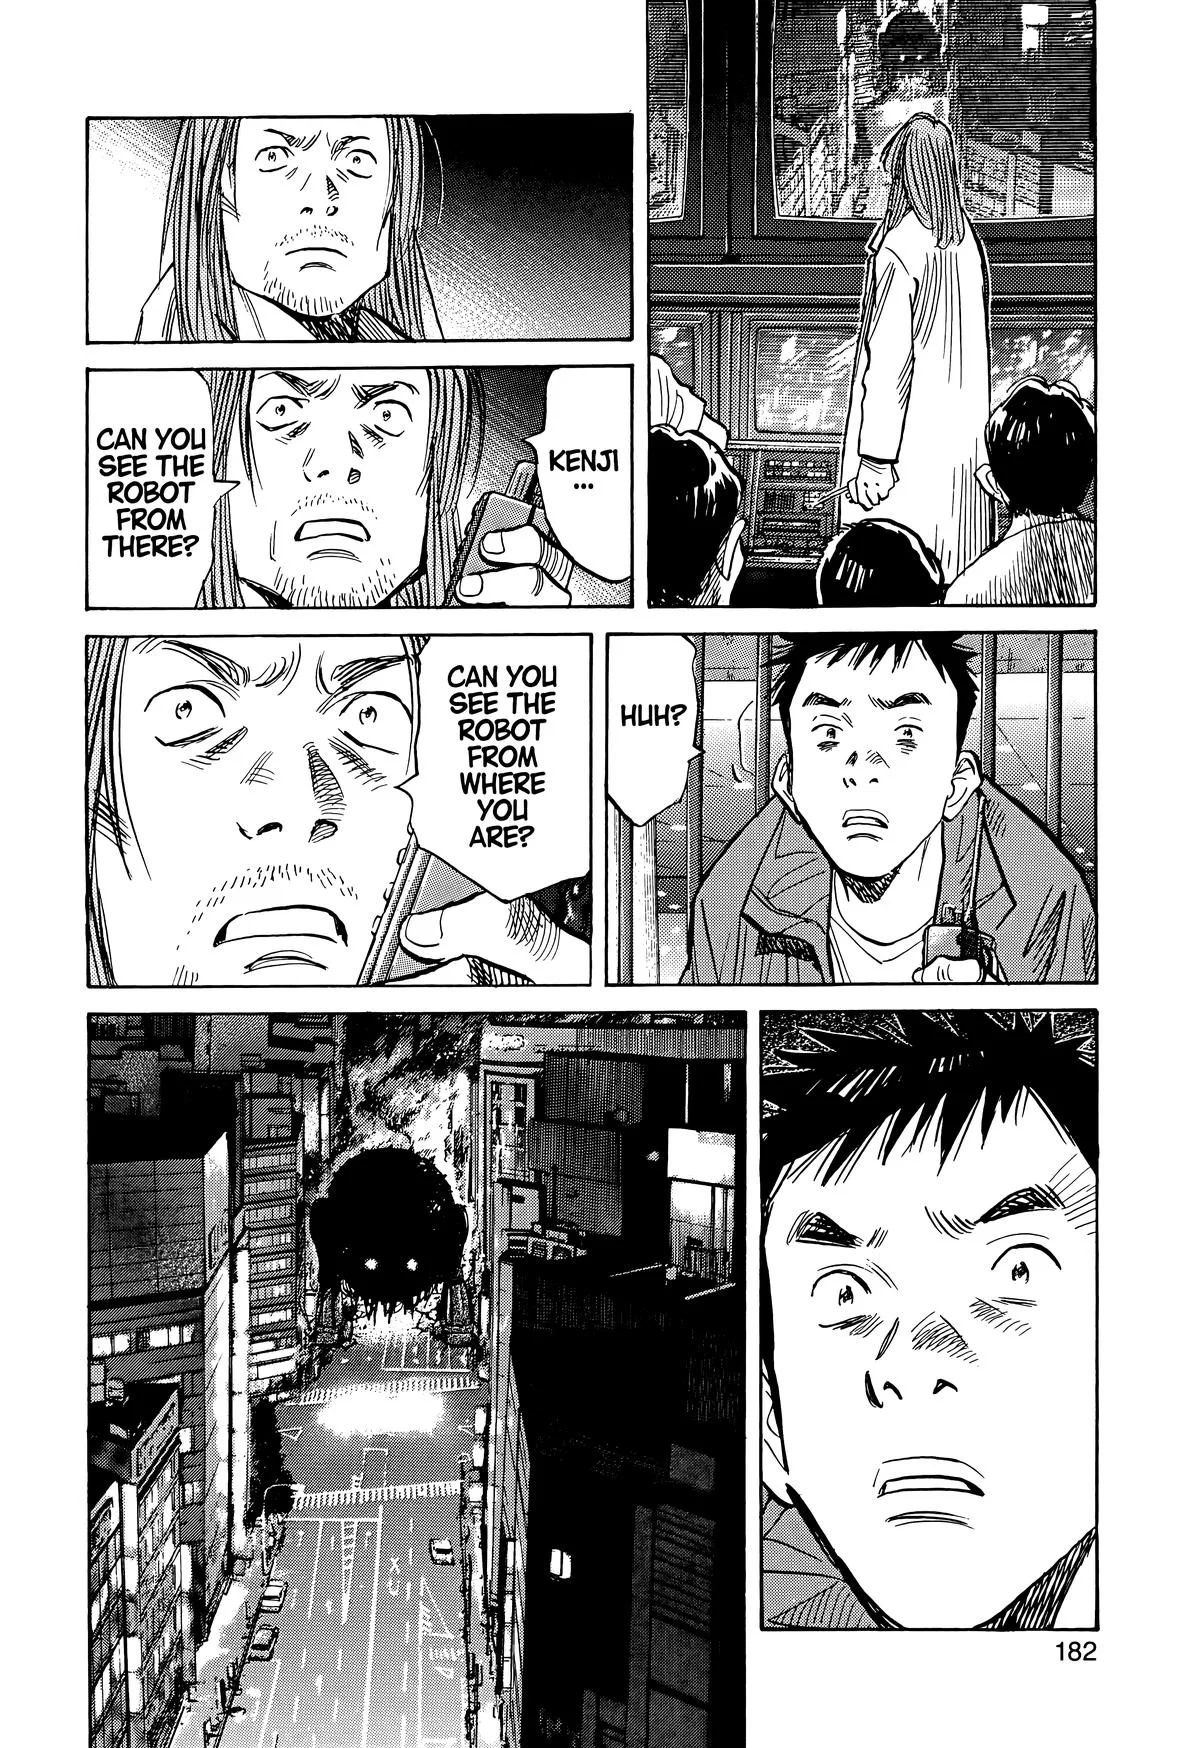 KENJI
...
CAN YOU
SEE THE
ROBOT
FROM
THERE?
HUH?
CAN YOU
SEE THE
ROBOT
FROM
WHERE
YOU
ARE?
182